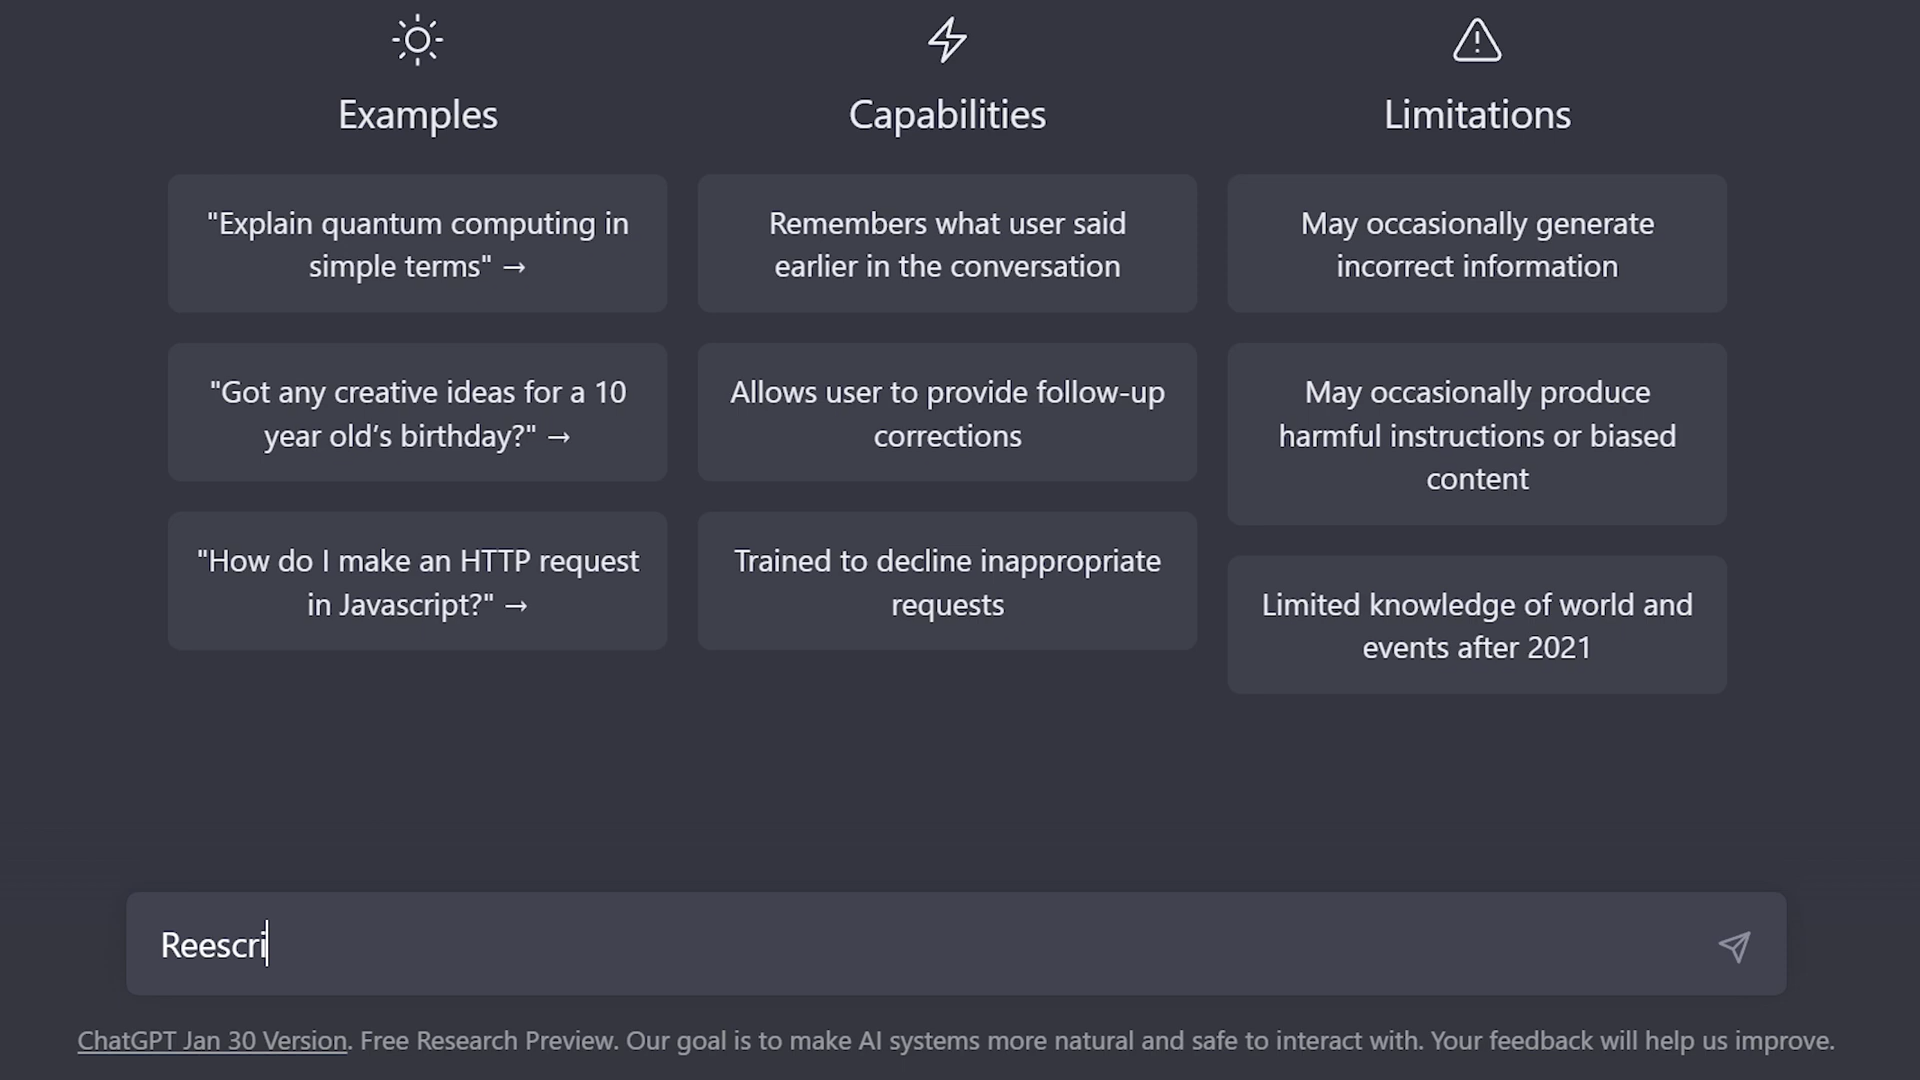 Examples
Capabilities
Limitations
"Explain quantum computing in
simple terms" →
Remembers what user said
earlier in the conversation
May occasionally generate
incorrect information
"Got any creative ideas for a 10
year old’s birthday?" →
Allows user to provide follow-up
corrections
May occasionally produce
harmful instructions or biased
content
"How do I make an HTTP request
in Javascript?" →
Trained to decline inappropriate
requests
Limited knowledge of world and
events after 2021
Reescri
ChatGPT Jan 30 Version. Free Research Preview. Our goal is to make AI systems more natural and safe to interact with. Your feedback will help us improve.